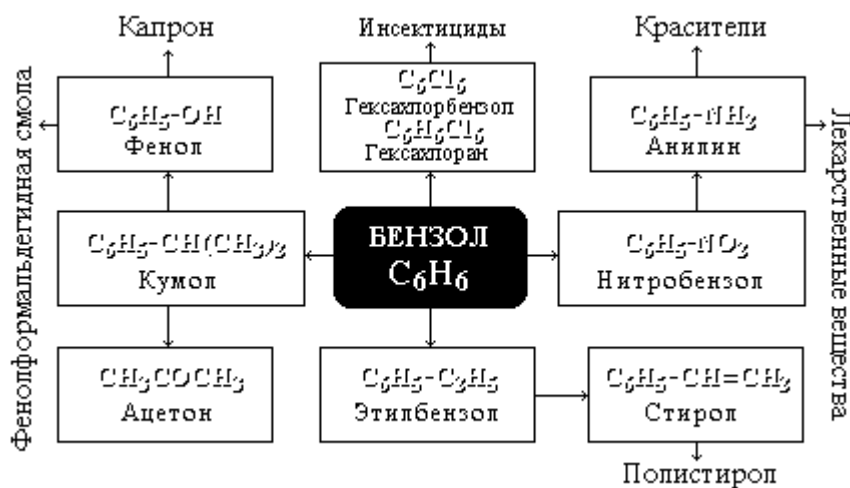 Капрон
Инсектициды
Красители
Фенолформальдегидная смола
C₆H₅-OH
Фенол
C₆Cl₆
Гексахлорбензол
C₆H₆Cl₆
Гексахлоран
C₆H₅-NH₂
Анилин
Лекарственные вещества
C₆H₅-CH(CH₃)₂
Кумол
БЕНЗОЛ
C₆H₆
C₆H₅-NO₂
Нитробензол
CH₃COCH₃
Ацетон
C₆H₅-C₂H₅
Этилбензол
C₆H₅-CH=CH₂
Стирол
Полистирол